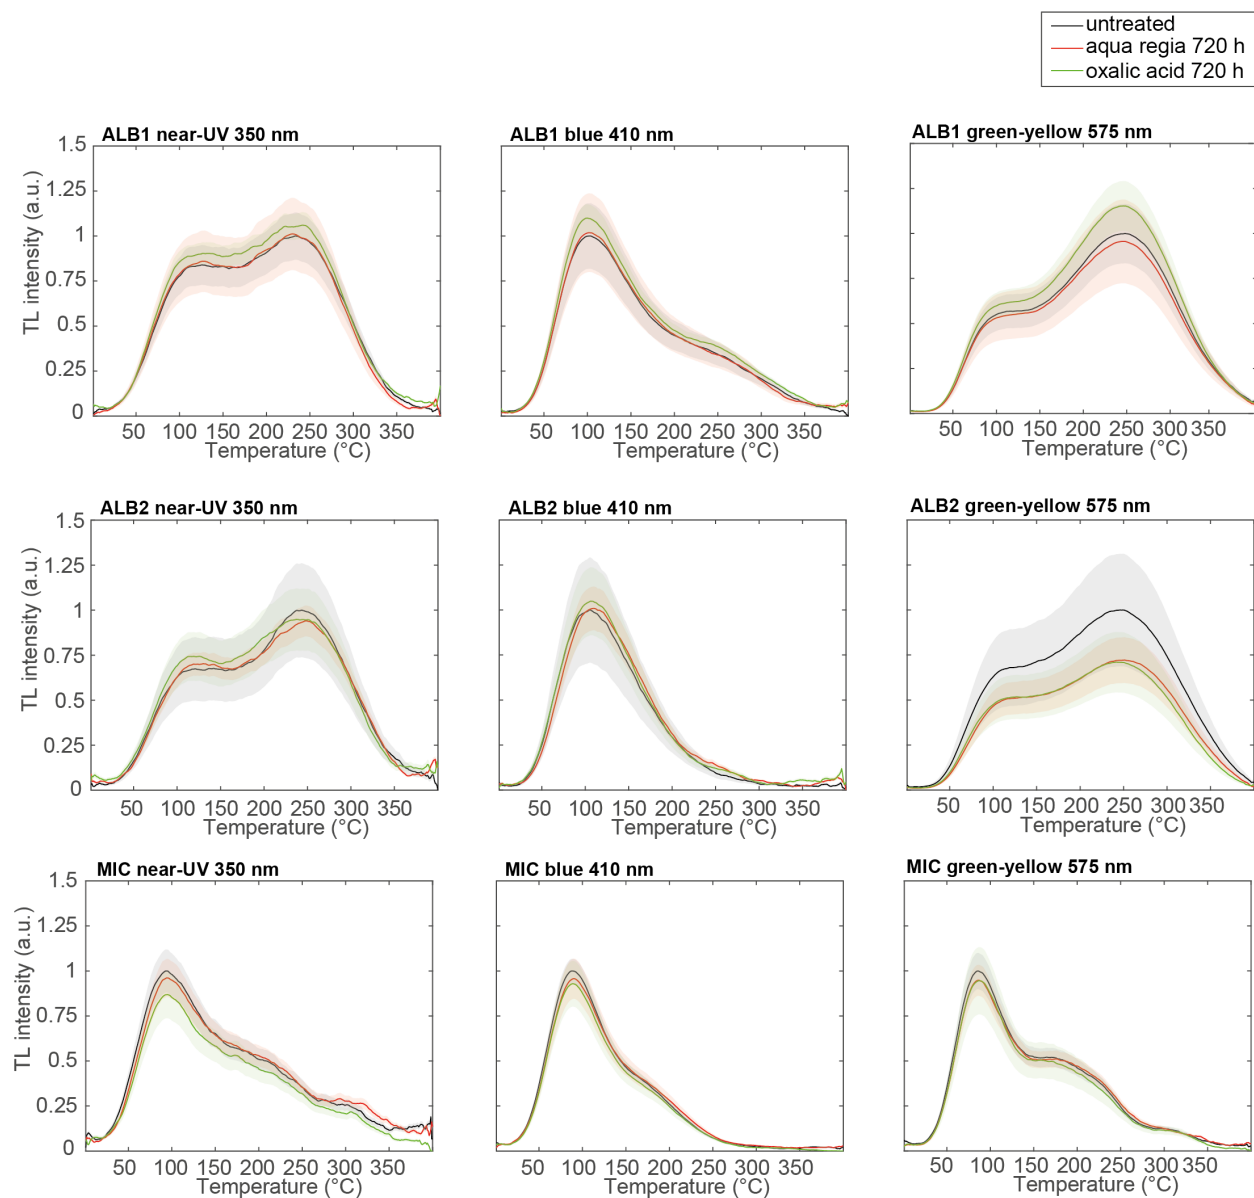 untreated
aqua regia 720 h
oxalic acid 720 h
ALB1 near-UV 350 nm
ALB1 blue 410 nm
ALB1 green-yellow 575 nm
1.5
1.25
1
0.75
0.5
0.25
0
TL intensity (a.u.)
50 100 150 200 250 300 350
50 100 150 200 250 300 350
50 100 150 200 250 300 350
Temperature (°C)
Temperature (°C)
Temperature (°C)
ALB2 near-UV 350 nm
ALB2 blue 410 nm
ALB2 green-yellow 575 nm
1.5
1.25
1
0.75
0.5
0.25
0
TL intensity (a.u.)
50 100 150 200 250 300 350
50 100 150 200 250 300 350
50 100 150 200 250 300 350
Temperature (°C)
Temperature (°C)
Temperature (°C)
MIC near-UV 350 nm
MIC blue 410 nm
MIC green-yellow 575 nm
1.5
1.25
1
0.75
0.5
0.25
0
TL intensity (a.u.)
50 100 150 200 250 300 350
50 100 150 200 250 300 350
50 100 150 200 250 300 350
Temperature (°C)
Temperature (°C)
Temperature (°C)